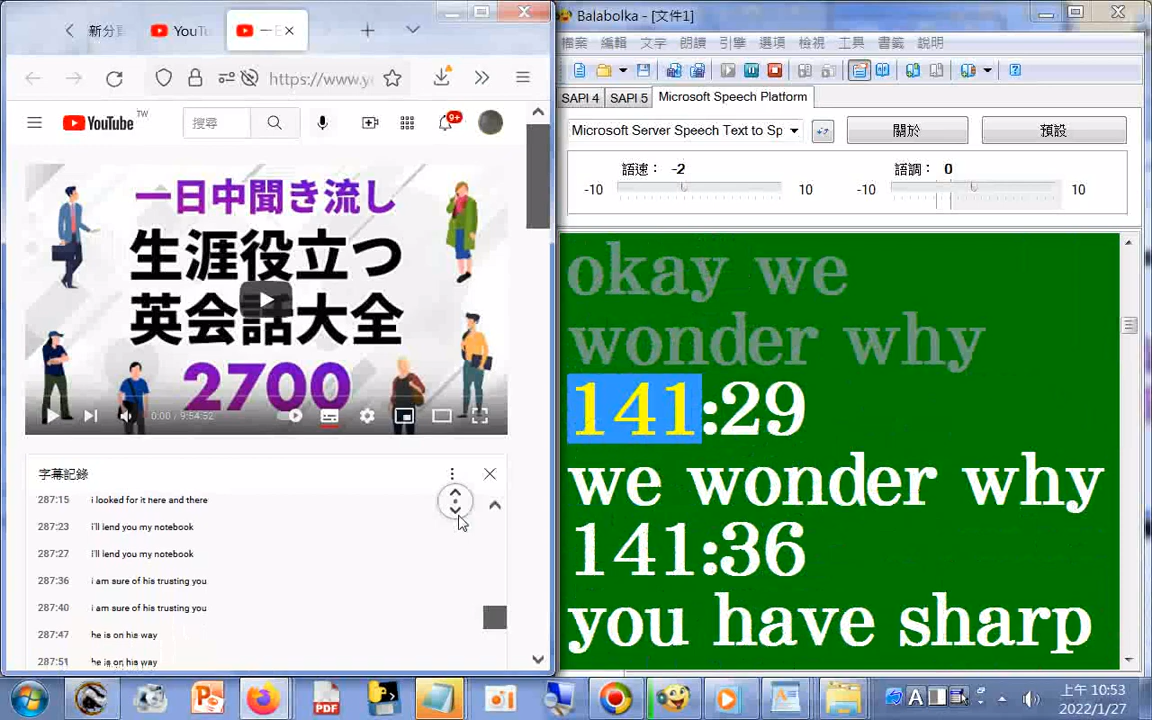 新分
YouTu
一日
https://www.yo
YouTube TW
搜尋
9+
一日中聞き流し
生涯役立つ
英会話大全
2700
0:00 / 9:54:52
字幕記錄
287:15 i looked for it here and there
287:23 i'll lend you my notebook
287:27 i'll lend you my notebook
287:36 i am sure of his trusting you
287:40 i am sure of his trusting you
287:47 he is on his way
287:51 he is on his way
Balabolka - [文件1]
檔案 編輯 文字 朗讀 引擎 選項 檢視 工具 書籤 說明
SAPI 4 SAPI 5 Microsoft Speech Platform
Microsoft Server Speech Text to Sp
關於
預設
語速： -2
語調： 0
-10 10 -10 10
okay we
wonder why
141:29
we wonder why
141:36
you have sharp
PDF
A
上午 10:53
2022/1/27